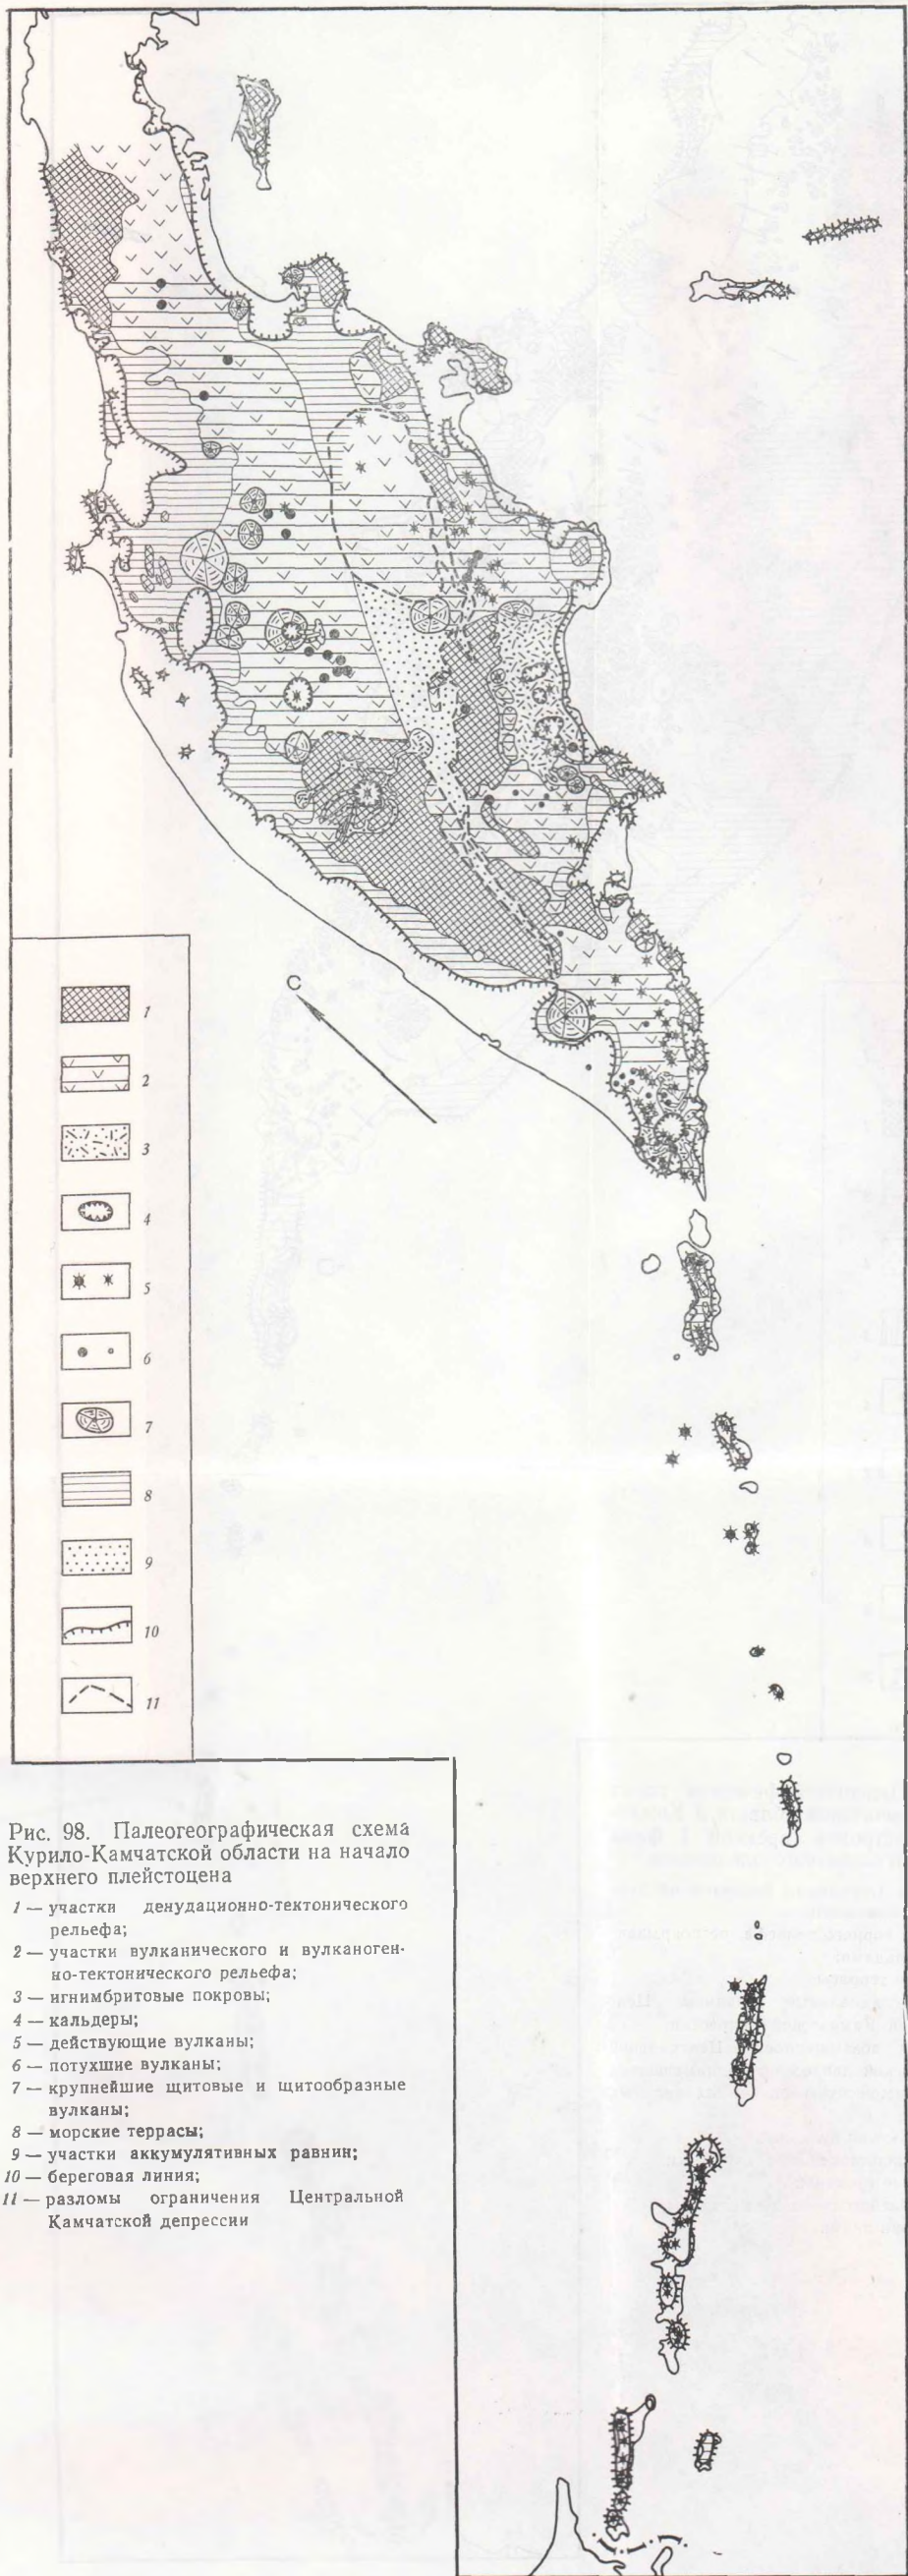 С
1
2
3
4
5
6
7
8
9
10
11
Рис. 98. Палеогеографическая схема
Курило-Камчатской области на начало
верхнего плейстоцена
1 — участки денудационно-тектонического
рельефа;
2 — участки вулканического и вулканоген-
но-тектонического рельефа;
3 — игнимбритовые покровы;
4 — кальдеры;
5 — действующие вулканы;
6 — потухшие вулканы;
7 — крупнейшие щитовые и щитообразные
вулканы;
8 — морские террасы;
9 — участки аккумулятивных равнин;
10 — береговая линия;
11 — разломы ограничения Центральной
Камчатской депрессии